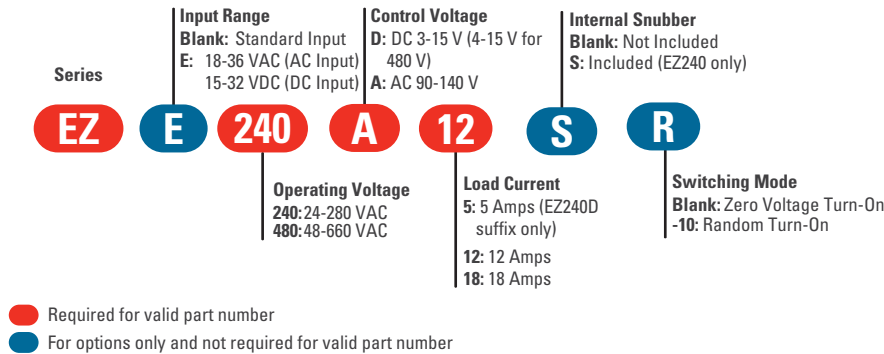 Input Range
Blank: Standard Input
E: 18-36 VAC (AC Input)
15-32 VDC (DC Input)
Control Voltage
D: DC 3-15 V (4-15 V for
480 V)
A: AC 90-140 V
Internal Snubber
Blank: Not Included
S: Included (EZ240 only)
Series
EZ E 240 A 12 S R
Operating Voltage
240: 24-280 VAC
480: 48-660 VAC
Load Current
5: 5 Amps (EZ240D
suffix only)
12: 12 Amps
18: 18 Amps
Switching Mode
Blank: Zero Voltage Turn-On
-10: Random Turn-On
Required for valid part number
For options only and not required for valid part number